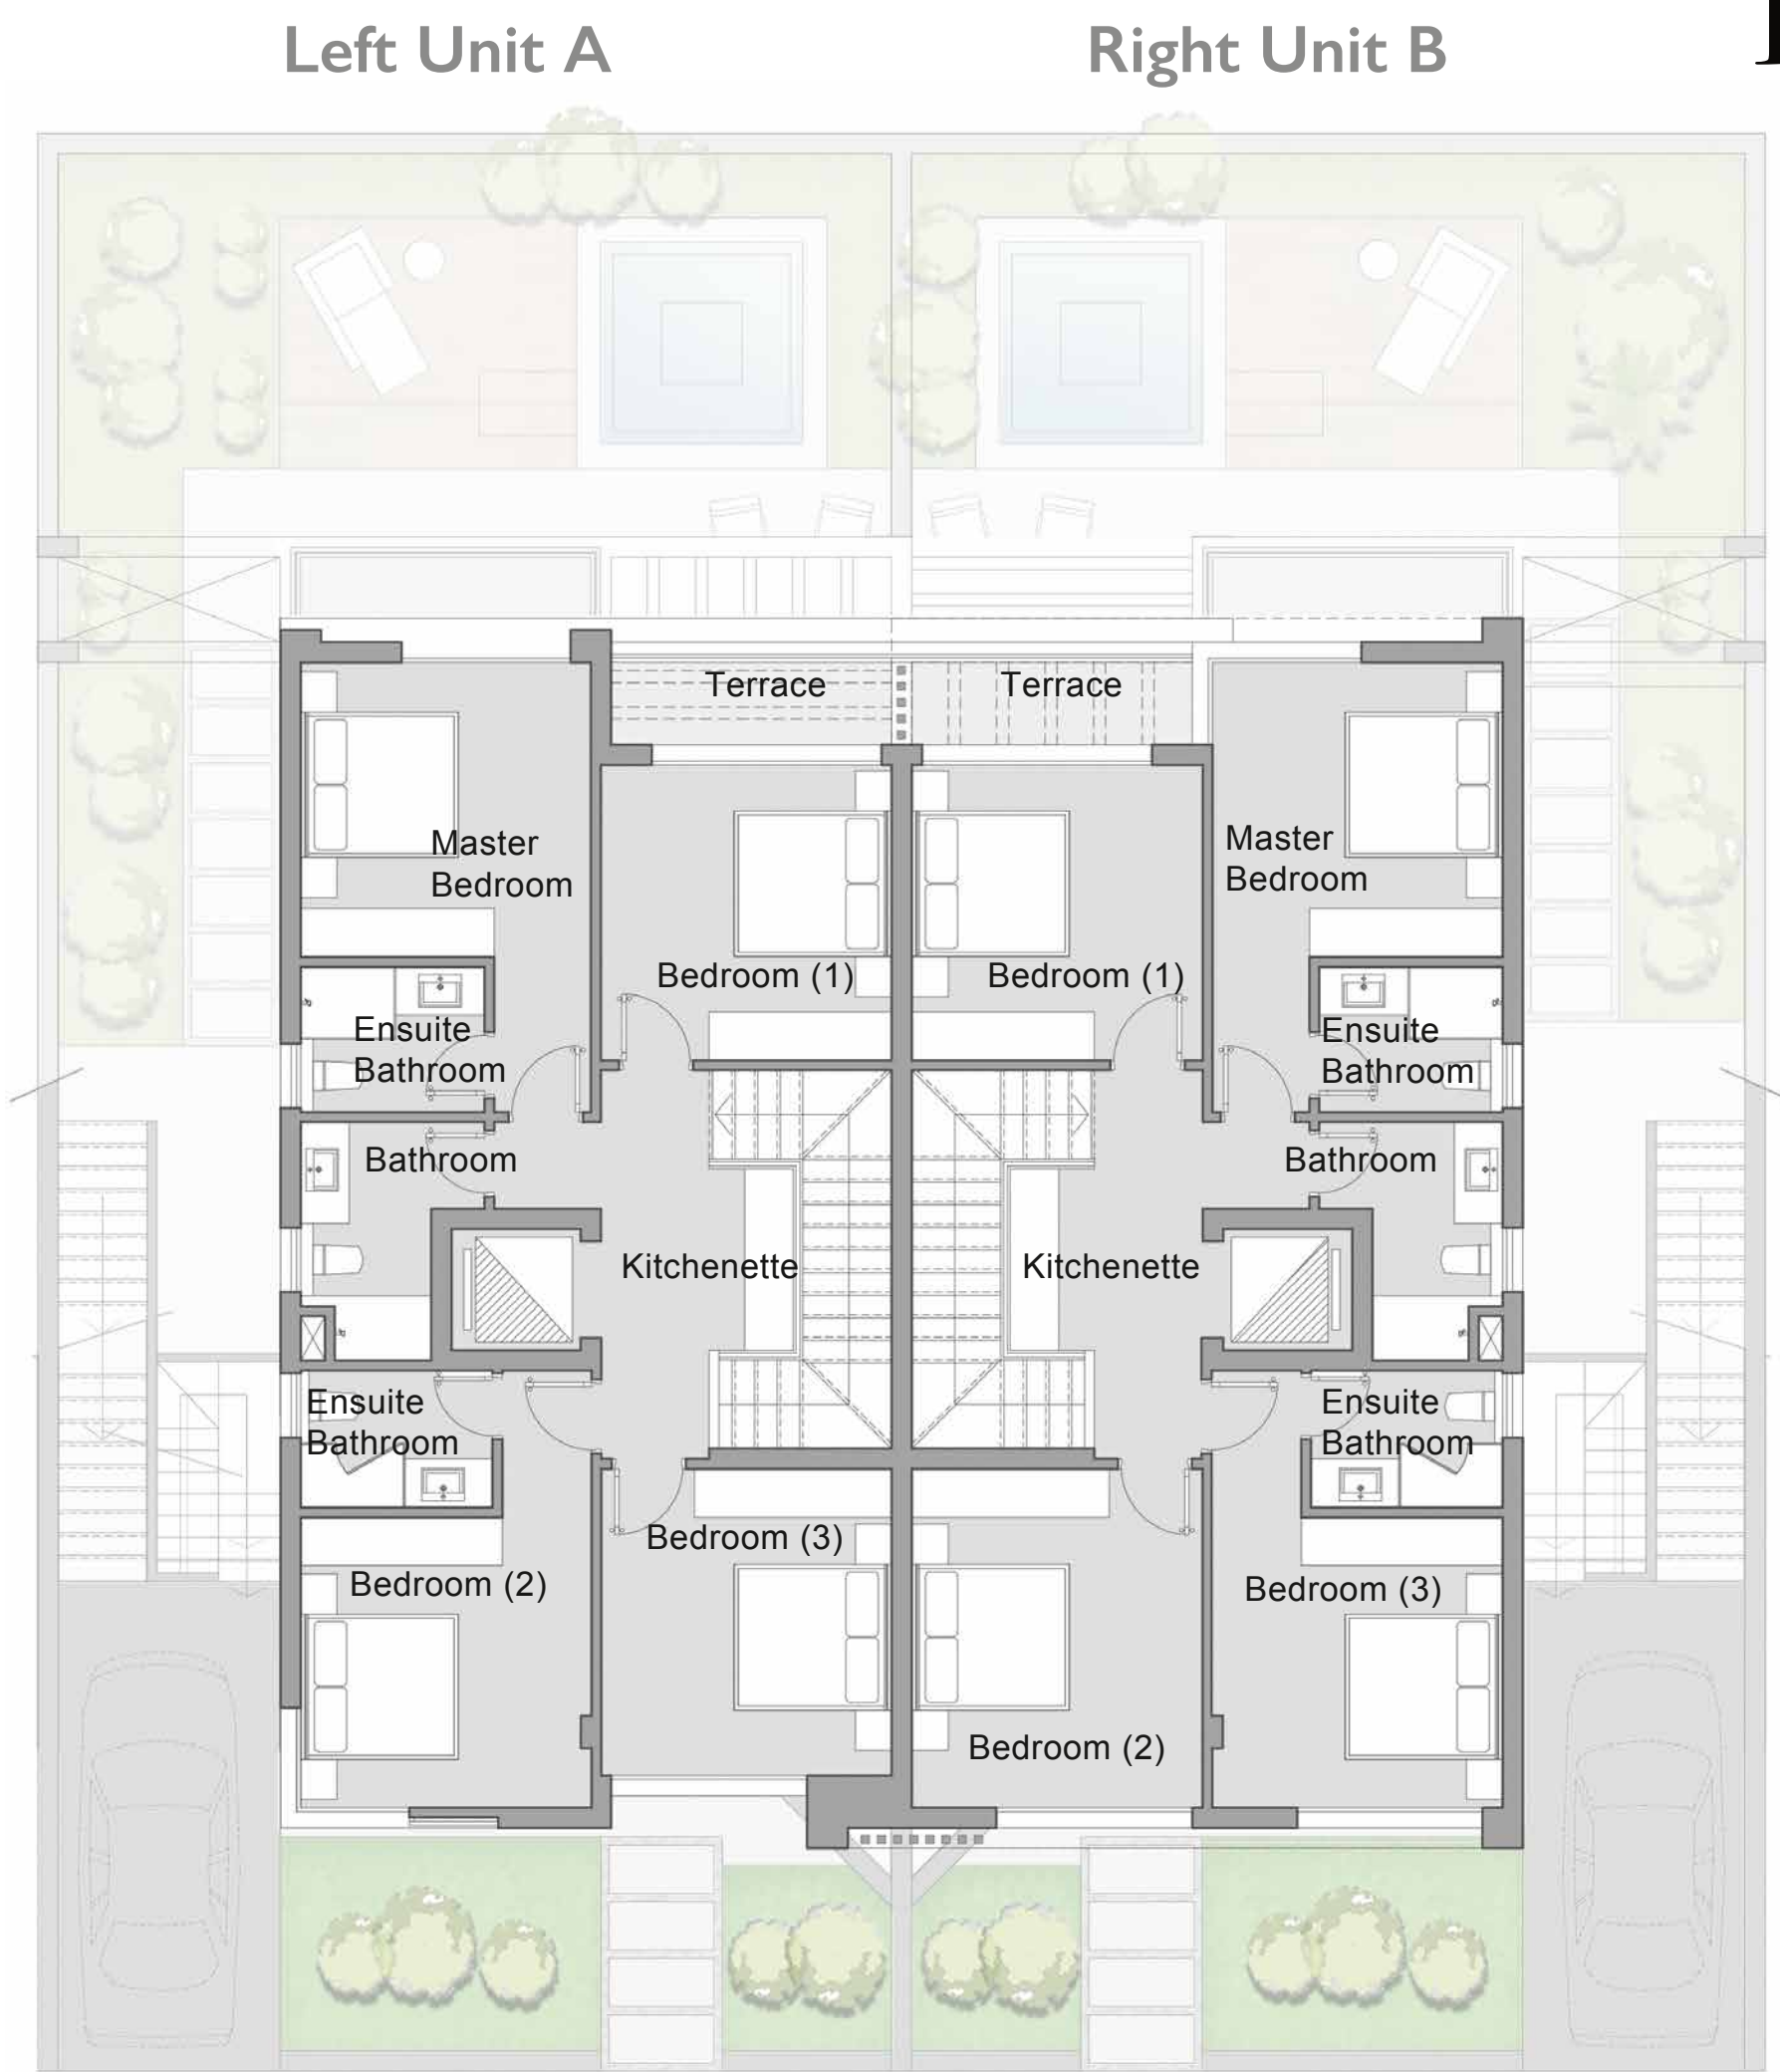 Left Unit A
Right Unit B
Terrace
Terrace
Master
Bedroom
Master
Bedroom
Bedroom (1)
Bedroom (1)
Ensuite
Bathroom
Ensuite
Bathroom
Bathroom
Bathroom
Kitchenette
Kitchenette
Ensuite
Bathroom
Ensuite
Bathroom
Bedroom (3)
Bedroom (2)
Bedroom (3)
Bedroom (2)